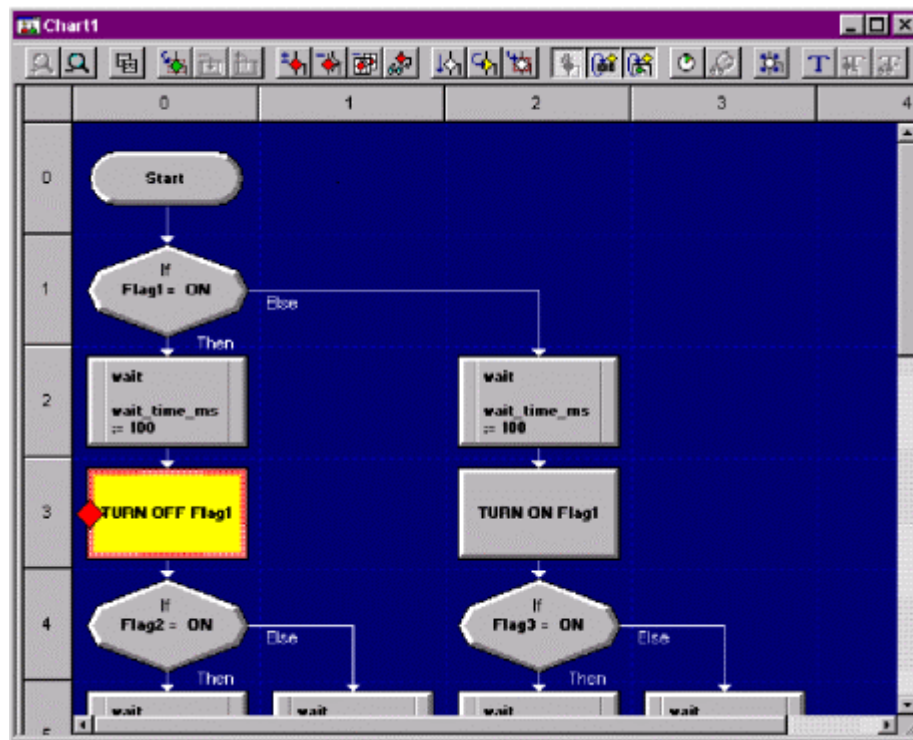 Chart1
T
0 1 2 3 4
0
Start
1
If
Flag1 = ON
Else
Then
2
wait
wait_time_ms
:= 100
wait
wait_time_ms
:= 100
3
TURN OFF Flag1
TURN ON Flag1
4
If
Flag2 = ON
Else
If
Flag3 = ON
Else
Then
Then
5
wait
wait
wait
wait